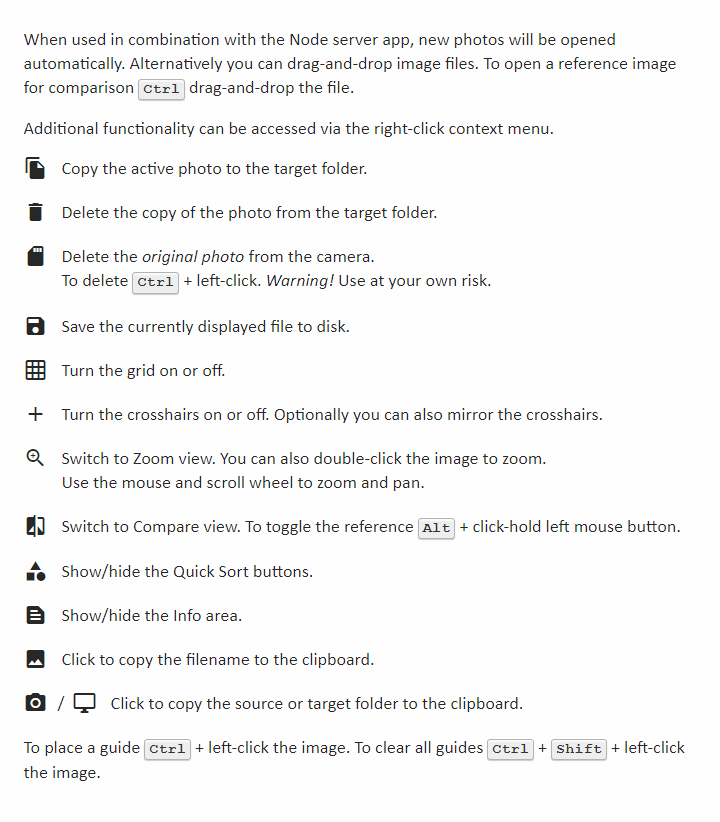 When used in combination with the Node server app, new photos will be opened
automatically. Alternatively you can drag-and-drop image files. To open a reference image
for comparison Ctrl drag-and-drop the file.
Additional functionality can be accessed via the right-click context menu.
Copy the active photo to the target folder.
Delete the copy of the photo from the target folder.
Delete the original photo from the camera.
To delete Ctrl + left-click. Warning! Use at your own risk.
Save the currently displayed file to disk.
Turn the grid on or off.
Turn the crosshairs on or off. Optionally you can also mirror the crosshairs.
Switch to Zoom view. You can also double-click the image to zoom.
Use the mouse and scroll wheel to zoom and pan.
Switch to Compare view. To toggle the reference Alt + click-hold left mouse button.
Show/hide the Quick Sort buttons.
Show/hide the Info area.
Click to copy the filename to the clipboard.
/ Click to copy the source or target folder to the clipboard.
To place a guide Ctrl + left-click the image. To clear all guides Ctrl + Shift + left-click
the image.